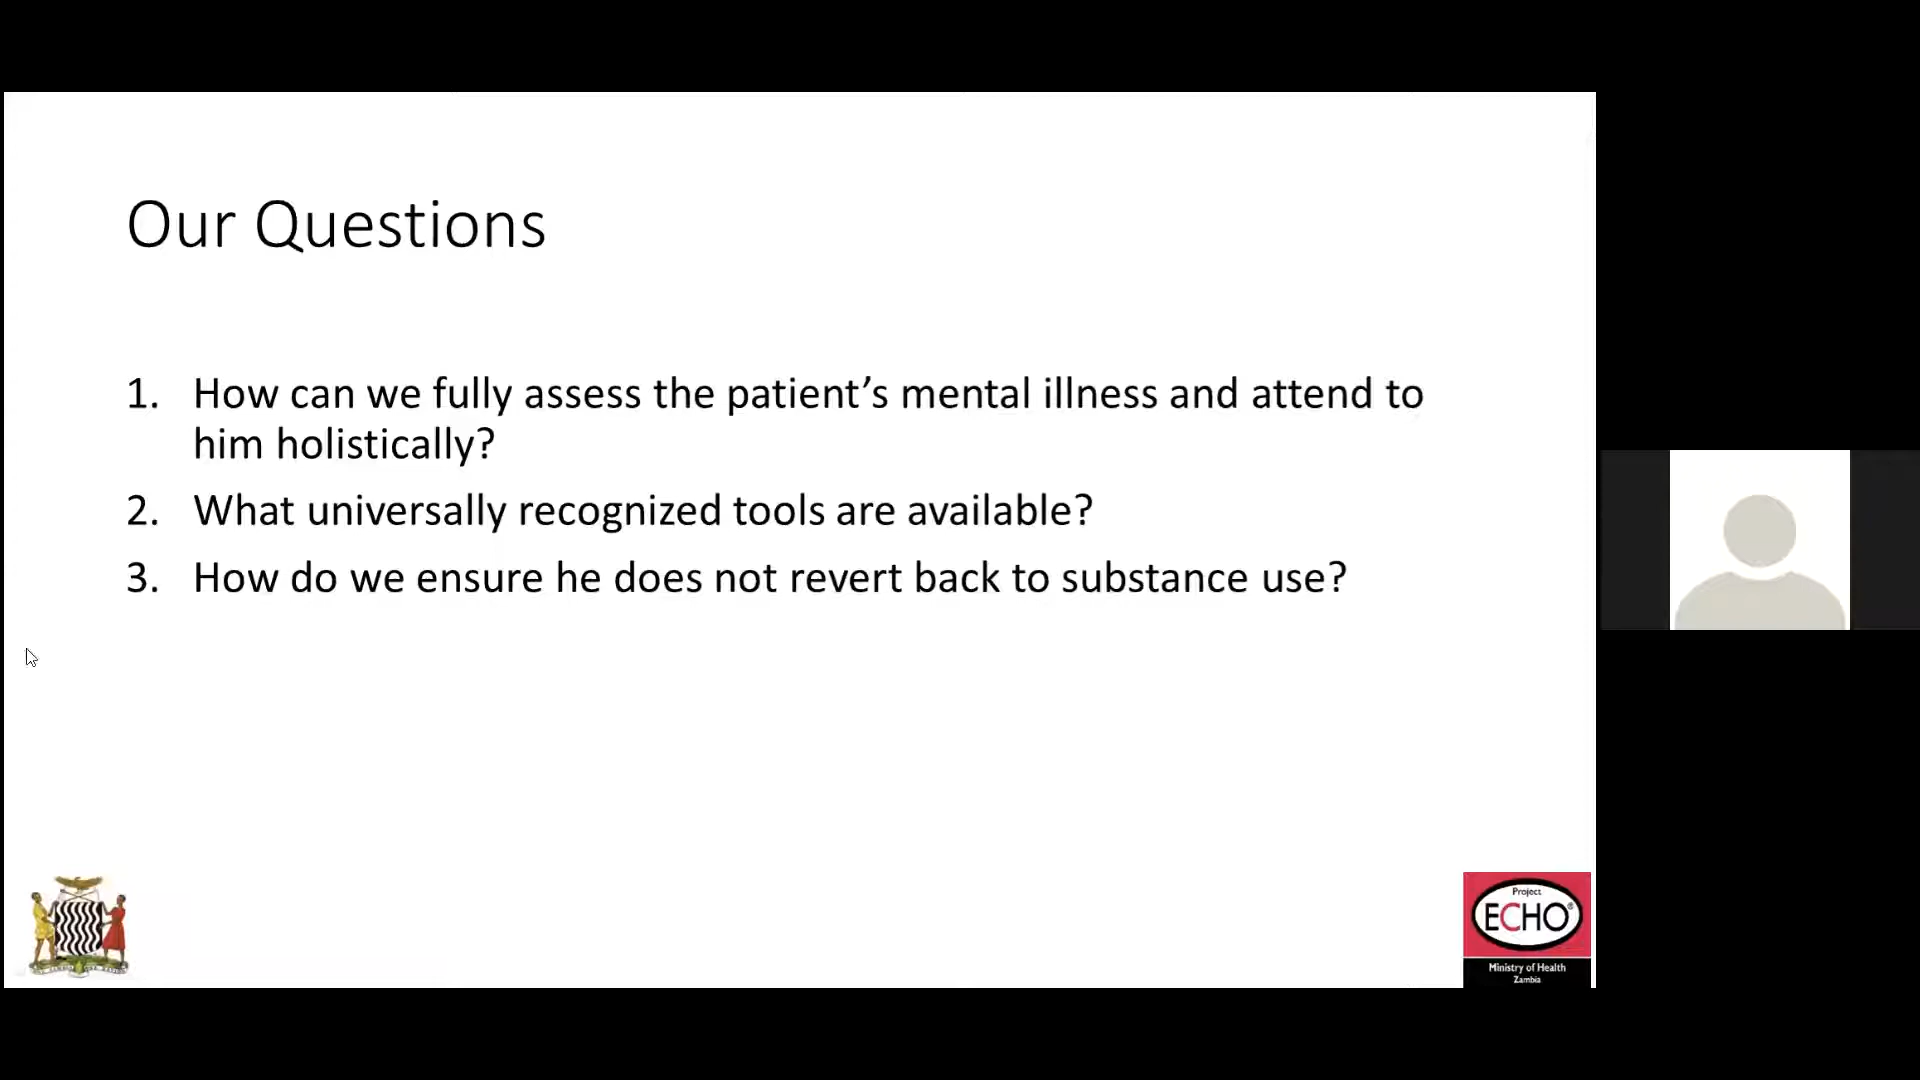 Our Questions
1. How can we fully assess the patient’s mental illness and attend to
him holistically?
2. What universally recognized tools are available?
3. How do we ensure he does not revert back to substance use?
Project
ECHO®
Ministry of Health
Zambia